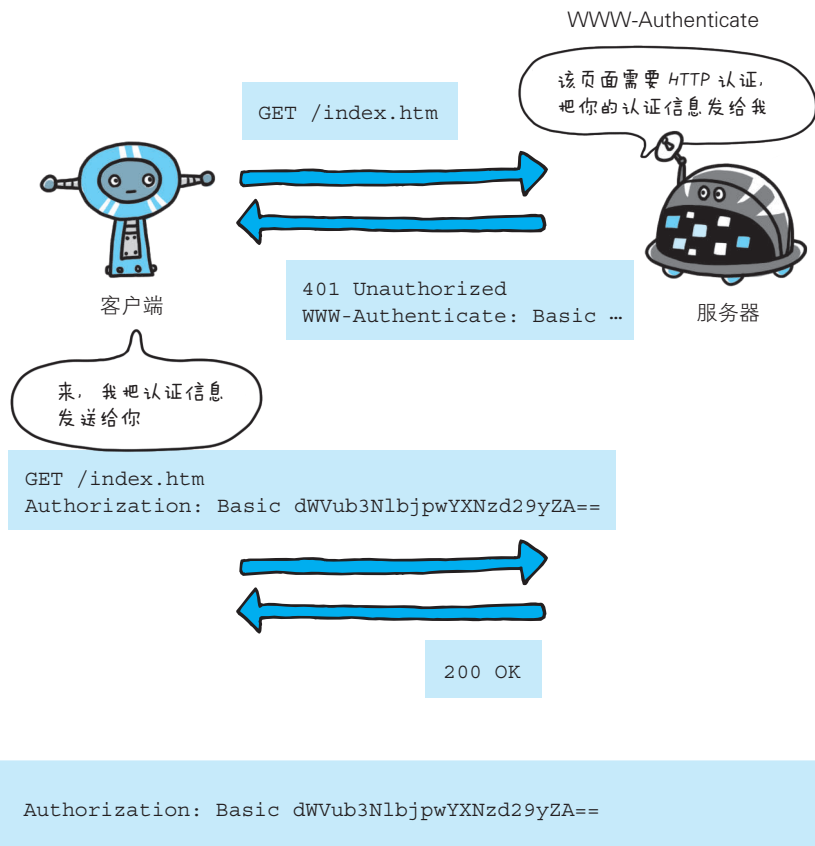 WWW-Authenticate
该页面需要 HTTP 认证,
把你的认证信息发给我
GET /index.htm
401 Unauthorized
WWW-Authenticate: Basic …
客户端
服务器
来, 我把认证信息
发送给你
GET /index.htm
Authorization: Basic dWVub3NlbjpwYXNzd29yZA==
200 OK
Authorization: Basic dWVub3NlbjpwYXNzd29yZA==